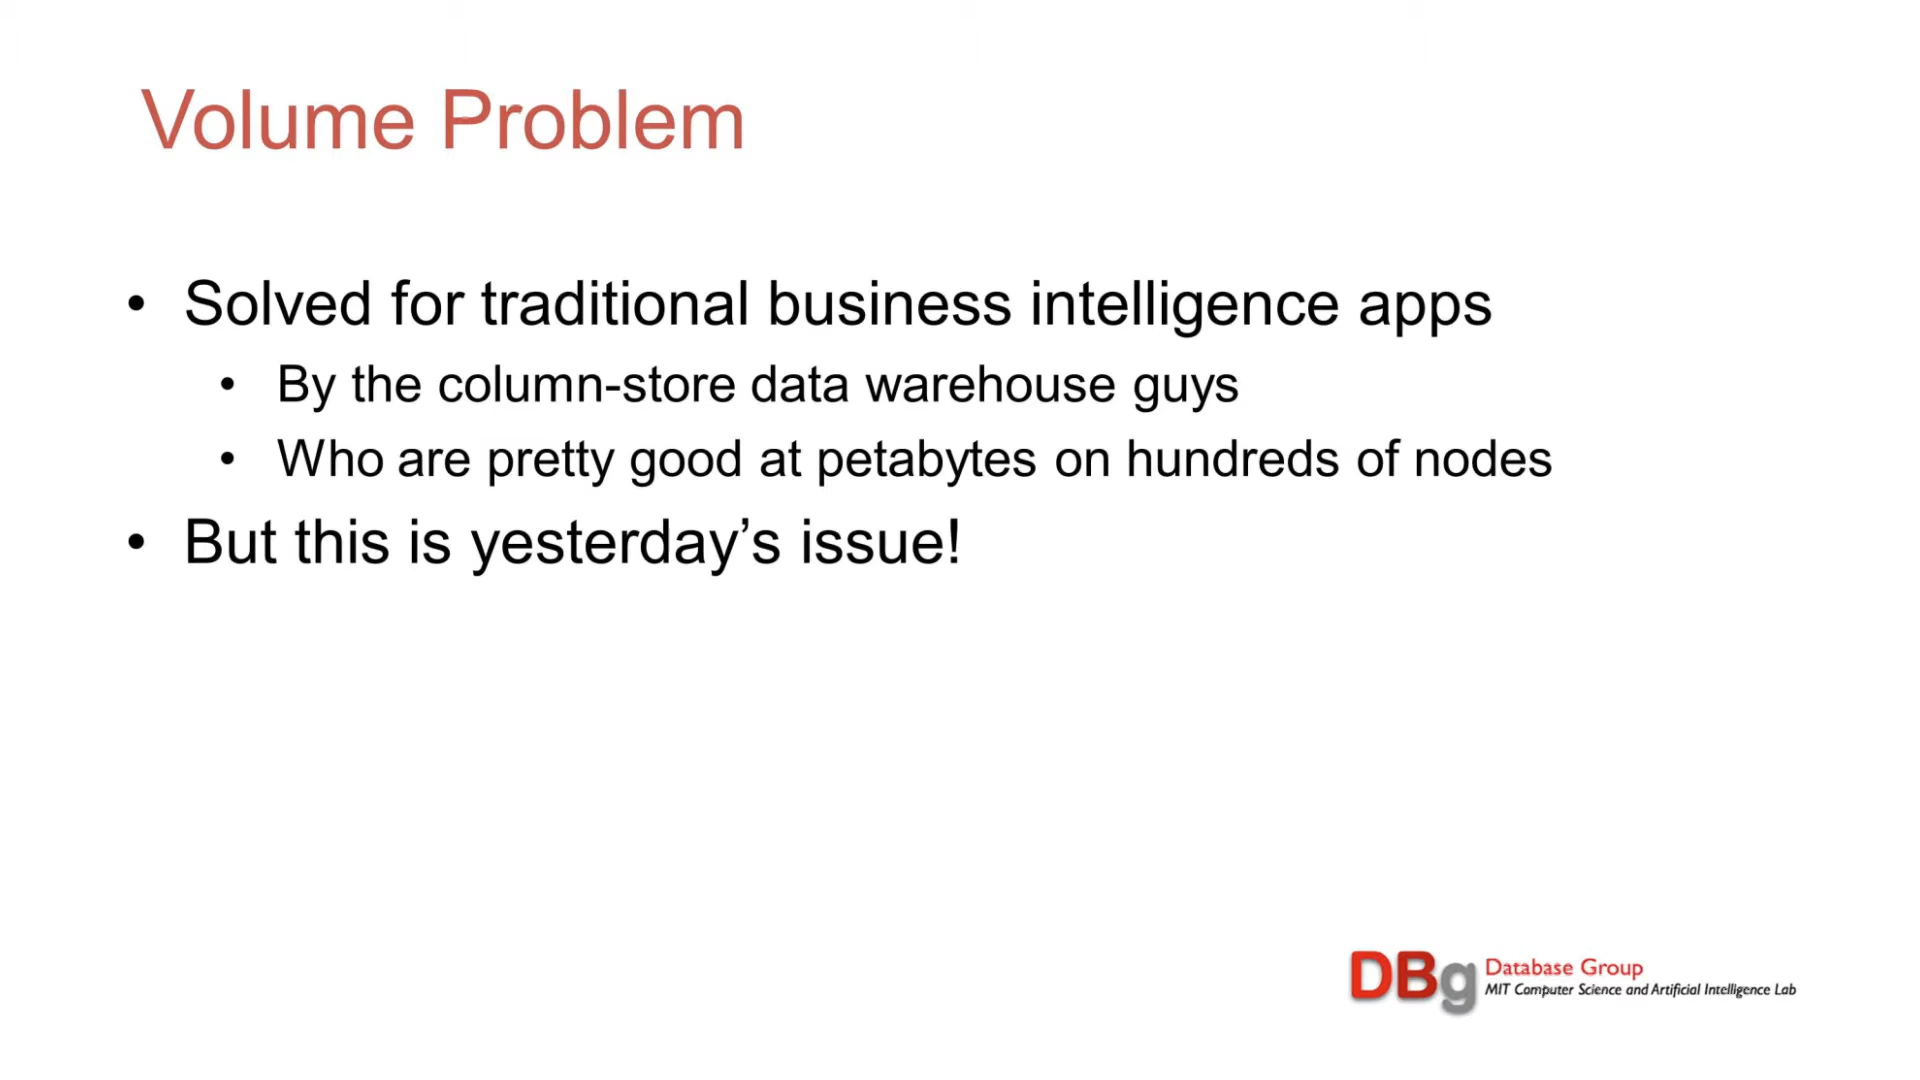 Volume Problem
• Solved for traditional business intelligence apps
• By the column-store data warehouse guys
• Who are pretty good at petabytes on hundreds of nodes
• But this is yesterday’s issue!
DBg
Database Group
MIT Computer Science and Artificial Intelligence Lab